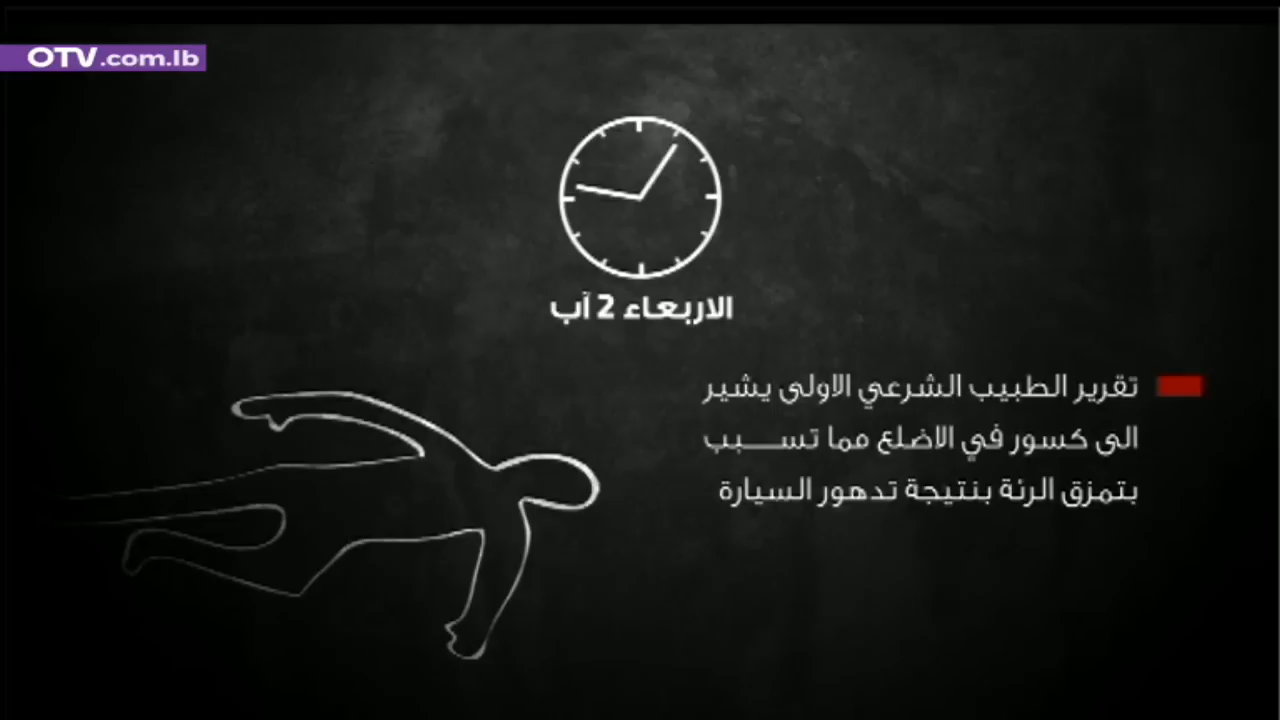 OTV.com.lb
الاربعاء 2 آب
تقرير الطبيب الشرعي الاولى يشير
الى كسور في الاضلع مما تسبب
بتمزق الرئة بنتيجة تدهور السيارة